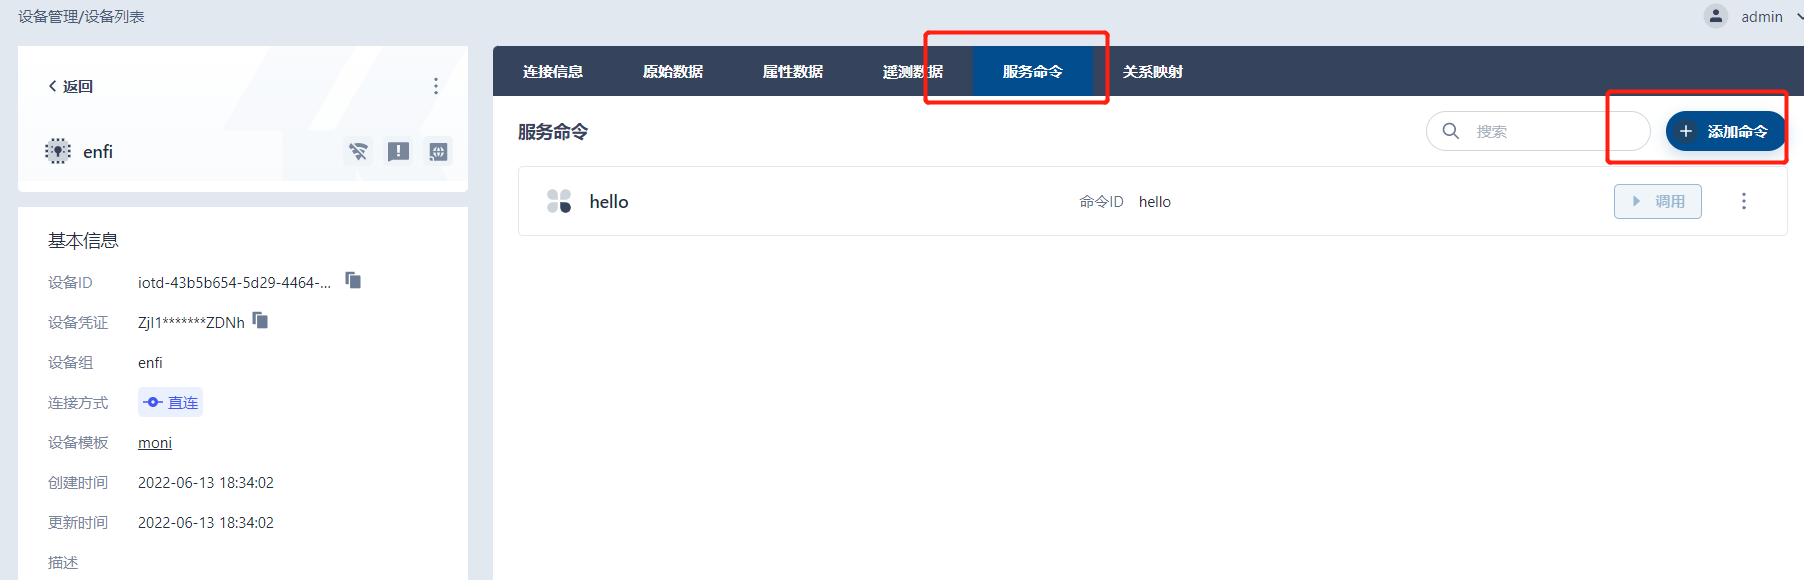 设备管理/设备列表
admin
返回
enfi
基本信息
设备ID iotd-43b5b654-5d29-4464-...
设备凭证 Zjl1*******ZDNh
设备组 enfi
连接方式 直连
设备模板 moni
创建时间 2022-06-13 18:34:02
更新时间 2022-06-13 18:34:02
描述
连接信息 原始数据 属性数据 遥测数据 服务命令 关系映射
服务命令 搜索 添加命令
hello 命令ID hello 调用